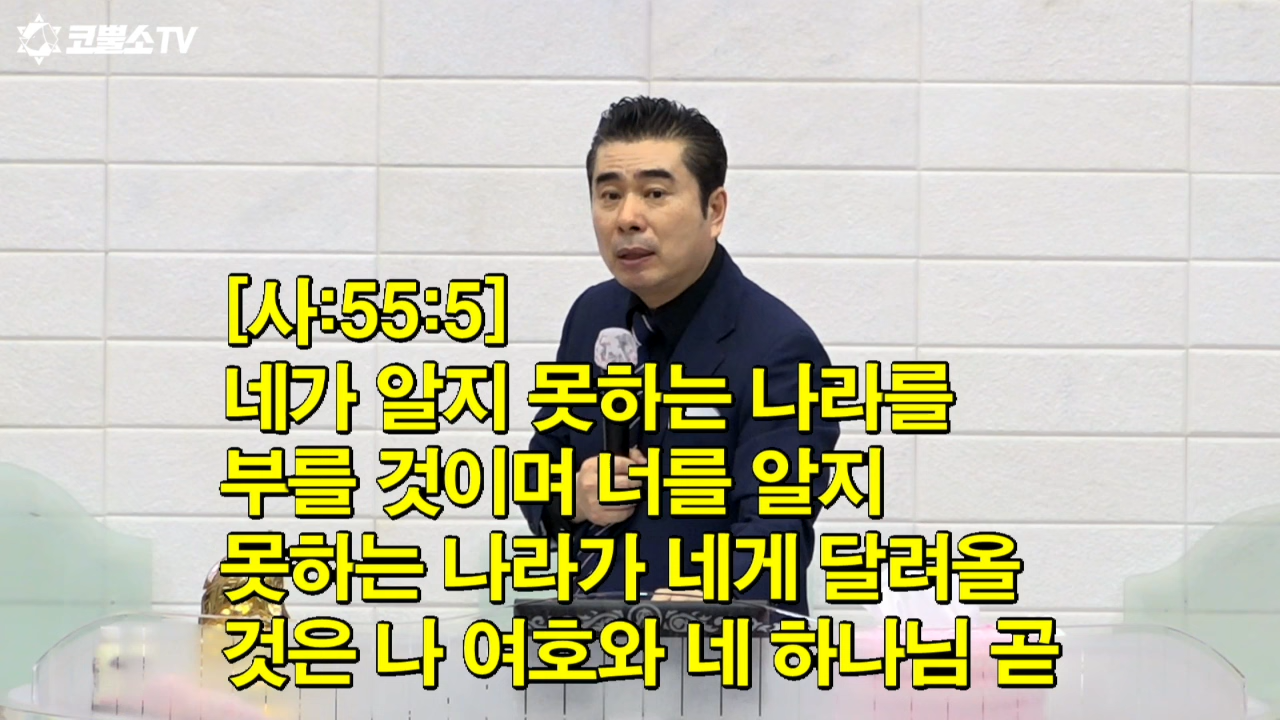 코뿔소TV
[사:55:5]
네가 알지 못하는 나라를
부를 것이며 너를 알지
못하는 나라가 네게 달려올
것은 나 여호와 네 하나님 곧